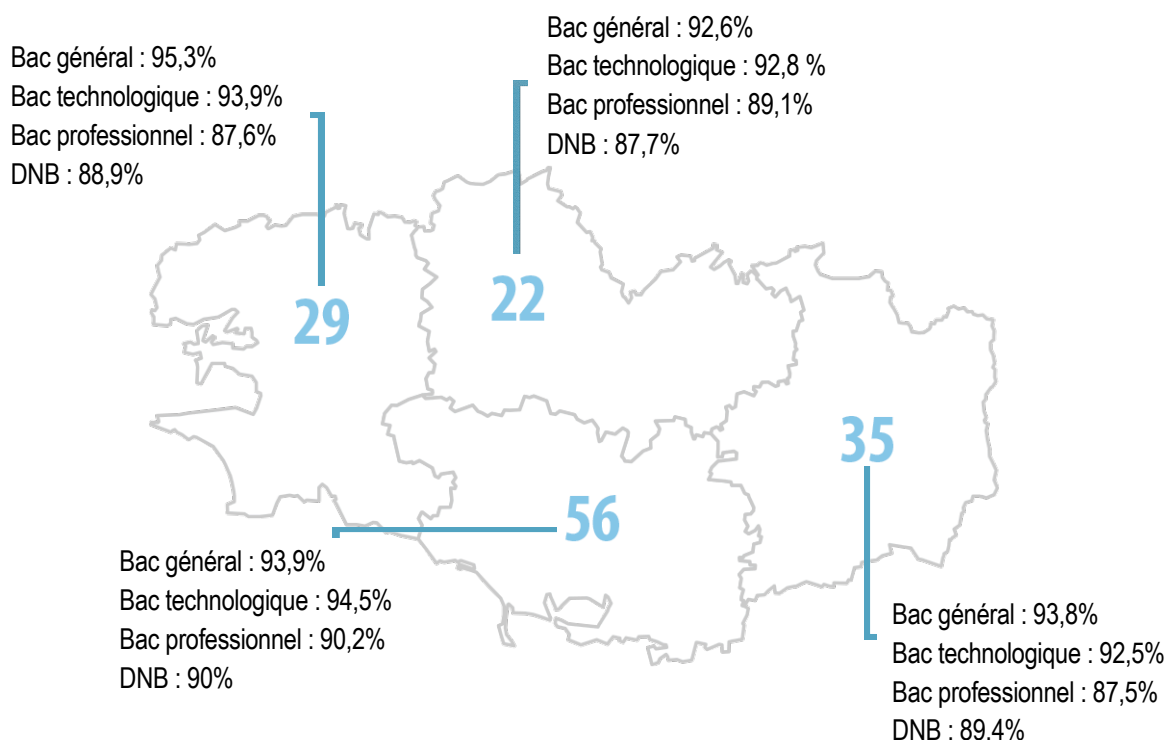 Bac général : 95,3%
Bac technologique : 93,9%
Bac professionnel : 87,6%
DNB : 88,9%
Bac général : 92,6%
Bac technologique : 92,8 %
Bac professionnel : 89,1%
DNB : 87,7%
29
22
35
56
Bac général : 93,9%
Bac technologique : 94,5%
Bac professionnel : 90,2%
DNB : 90%
Bac général : 93,8%
Bac technologique : 92,5%
Bac professionnel : 87,5%
DNB : 89,4%